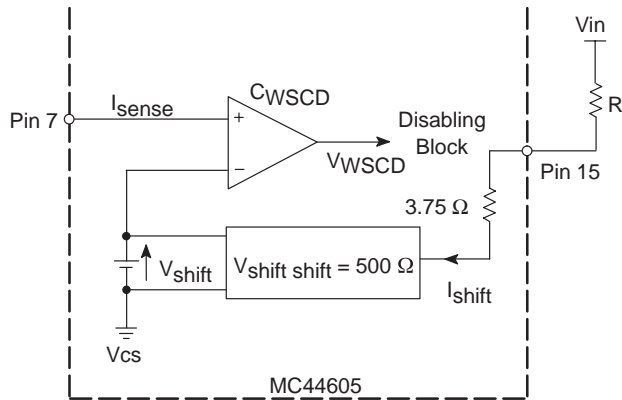 Vin
R
Pin 7
Isense
CWSCD
+
−
VWSCD
Disabling
Block
Pin 15
3.75 Ω
Vshift
Vshift shift = 500 Ω
Ishift
Vcs
MC44605